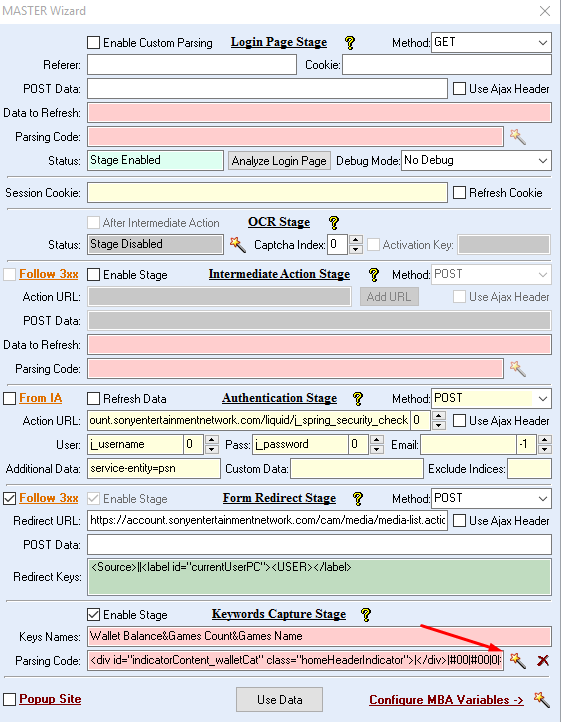 MASTER Wizard
Enable Custom Parsing Login Page Stage ? Method: GET
Referer: Cookie:
POST Data: Use Ajax Header
Data to Refresh:
Parsing Code:
Status: Stage Enabled Analyze Login Page Debug Mode: No Debug
Session Cookie: Refresh Cookie
After Intermediate Action OCR Stage ?
Status: Stage Disabled Captcha Index: 0 Activation Key:
Follow 3xx Enable Stage Intermediate Action Stage ? Method: POST
Action URL: Add URL Use Ajax Header
POST Data:
Data to Refresh:
Parsing Code:
From IA Refresh Data Authentication Stage ? Method: POST
Action URL: ount.sonyentertainmentnetwork.com/liquid/j_spring_security_check 0 Use Ajax Header
User: j_username 0 Pass: j_password 0 Email: -1
Additional Data: service-entity=psn Custom Data: Exclude Indices:
Follow 3xx Enable Stage Form Redirect Stage ? Method: POST
Redirect URL: https://account.sonyentertainmentnetwork.com/cam/media/media-list.actic Use Ajax Header
POST Data:
Redirect Keys: <Source>||<label id="currentUserPC"><USER></label>
Enable Stage Keywords Capture Stage ?
Keys Names: Wallet Balance&Games Count&Games Name
Parsing Code: <div id="indicatorContent_walletCat" class="homeHeaderIndicator">|</div>|#00|#00|0|
Popup Site Use Data Configure MBA Variables ->